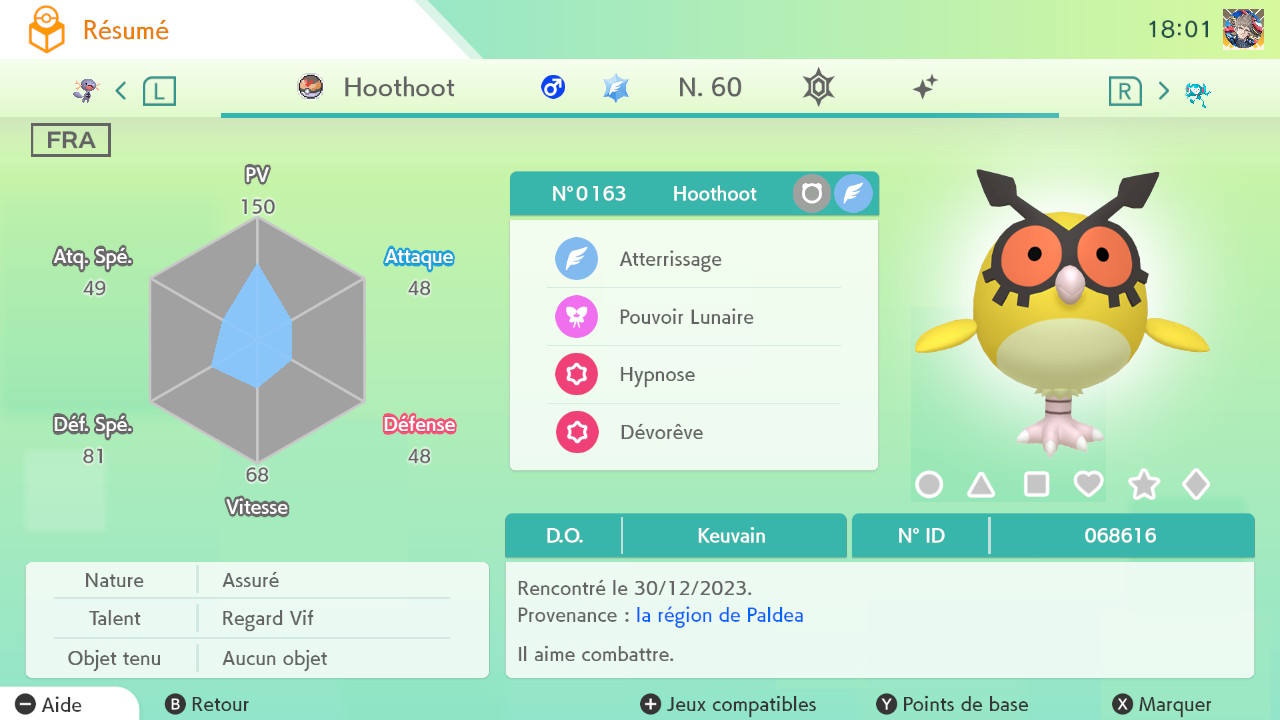 Résumé
18:01
L
Hoothoot
N. 60
R
FRA
PV
150
Atq. Spé.
49
Attaque
48
Déf. Spé.
81
Défense
48
68
Vitesse
N°0163 Hoothoot
Atterrissage
Pouvoir Lunaire
Hypnose
Dévorêve
D.O. Keuvain
N° ID 068616
Rencontré le 30/12/2023.
Provenance : la région de Paldea
Il aime combattre.
Nature Assuré
Talent Regard Vif
Objet tenu Aucun objet
Aide
B Retour
Jeux compatibles
Y Points de base
X Marquer